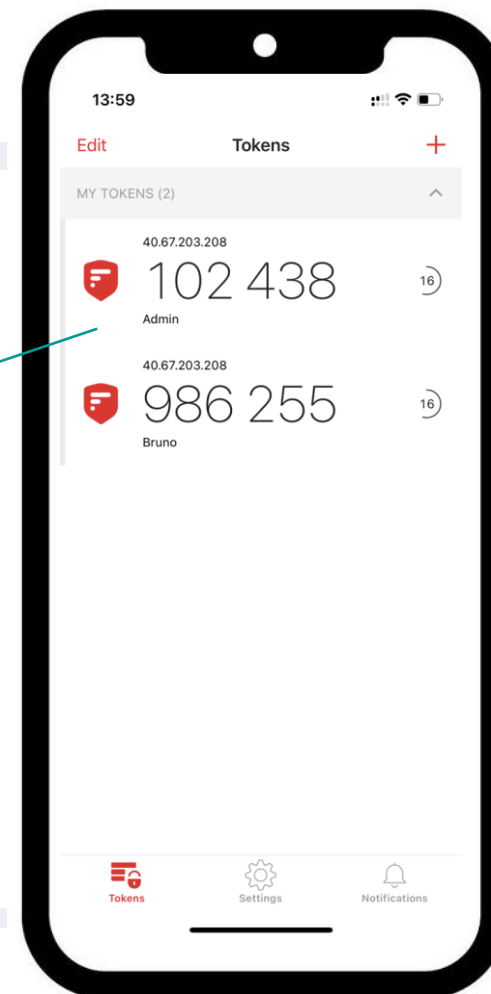 13:59
Edit Tokens +
MY TOKENS (2)
40.67.203.208
102 438 16
Admin
40.67.203.208
986 255 16
Bruno
Tokens Settings Notifications